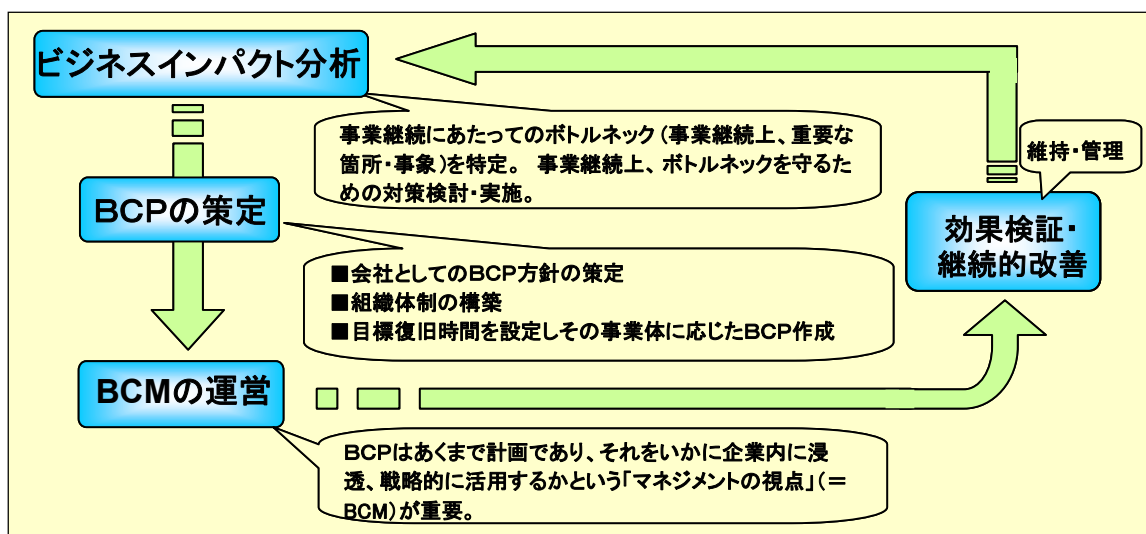 ビジネスインパクト分析
事業継続にあたってのボトルネック（事業継続上、重要な
箇所・事象）を特定。　事業継続上、ボトルネックを守るた
めの対策検討・実施。
維持・管理
BCPの策定
効果検証・
継続的改善
■会社としてのBCP方針の策定
■組織体制の構築
■目標復旧時間を設定しその事業体に応じたBCP作成
BCMの運営
BCPはあくまで計画であり、それをいかに企業内に浸
透、戦略的に活用するかという「マネジメントの視点」（＝
BCM）が重要。